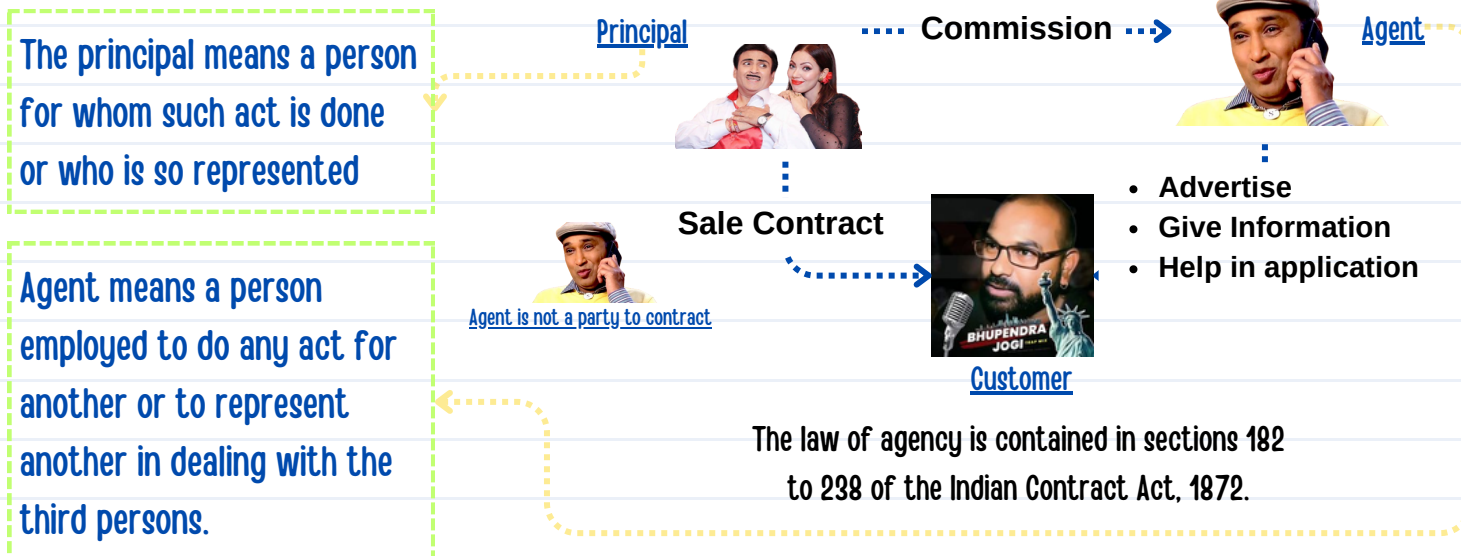 The principal means a person
for whom such act is done
or who is so represented
Agent means a person
employed to do any act for
another or to represent
another in dealing with the
third persons.
Principal
Commission
Agent
Sale Contract
Agent is not a party to contract
BHUPENDRA
JOGI TRAP MIX
Customer
• Advertise
• Give Information
• Help in application
The law of agency is contained in sections 182
to 238 of the Indian Contract Act, 1872.